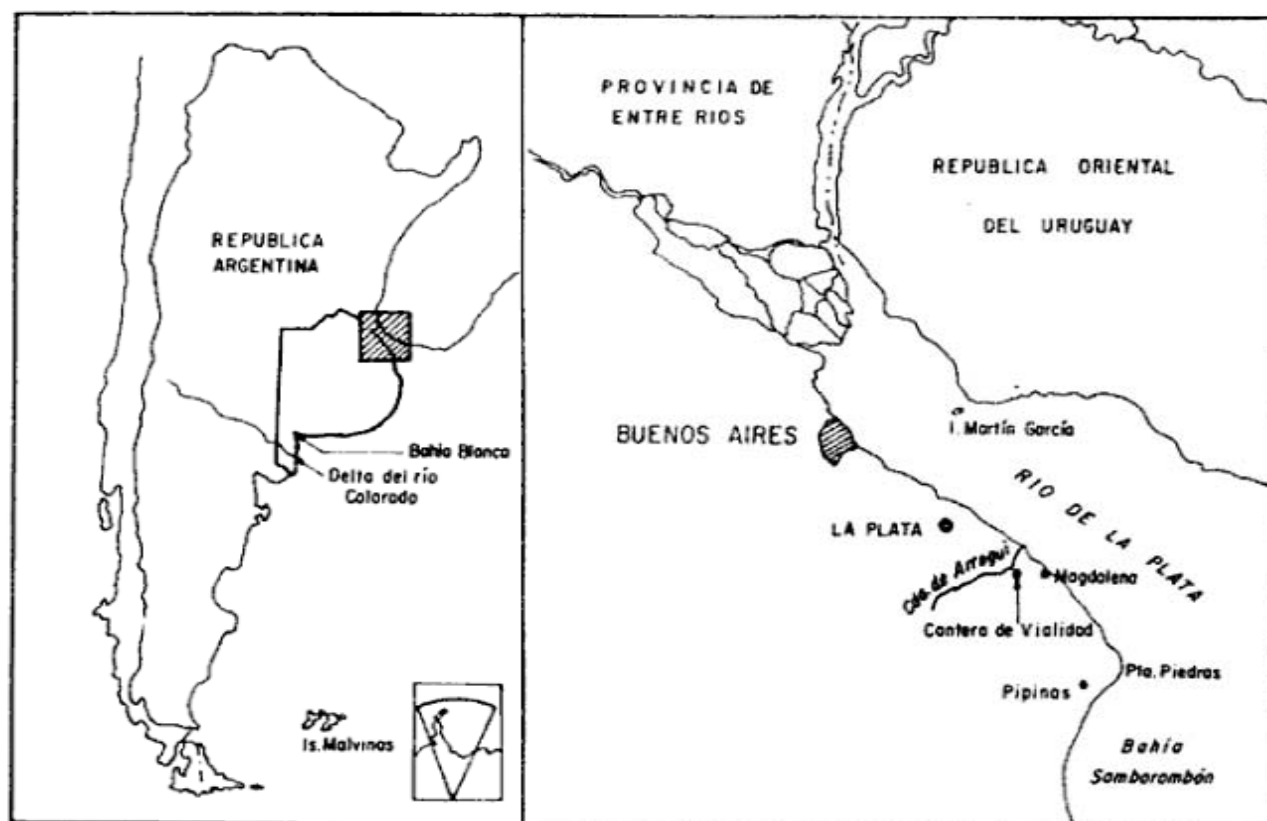 REPUBLICA
ARGENTINA
Bahía Blanca
Delta del río
Colorado
Is. Malvinas
PROVINCIA DE
ENTRE RIOS
REPUBLICA ORIENTAL
DEL URUGUAY
I. Martín García
BUENOS AIRES
RIO DE LA PLATA
LA PLATA
Cda. de Arregui
Magdalena
Cantera de Vialidad
Pta. Piedras
Pipinas
Bahía
Samborombón